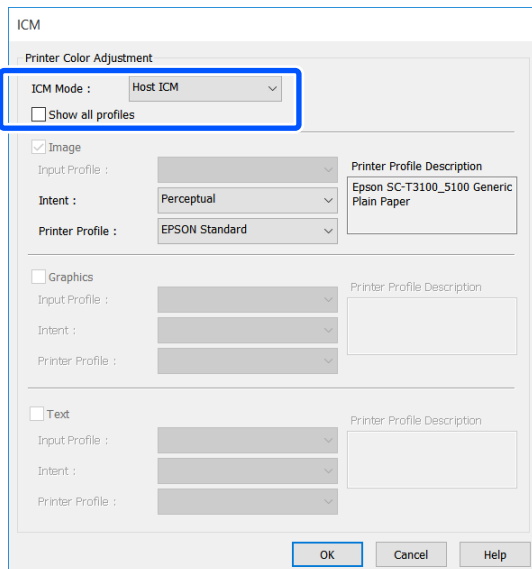 ICM
Printer Color Adjustment
ICM Mode : Host ICM
Show all profiles
Image
Input Profile : Printer Profile Description
Intent : Perceptual Epson SC-T3100_5100 Generic
Plain Paper
Printer Profile : EPSON Standard
Graphics
Input Profile : Printer Profile Description
Intent :
Printer Profile :
Text
Printer Profile Description
Input Profile :
Intent :
Printer Profile :
OK Cancel Help